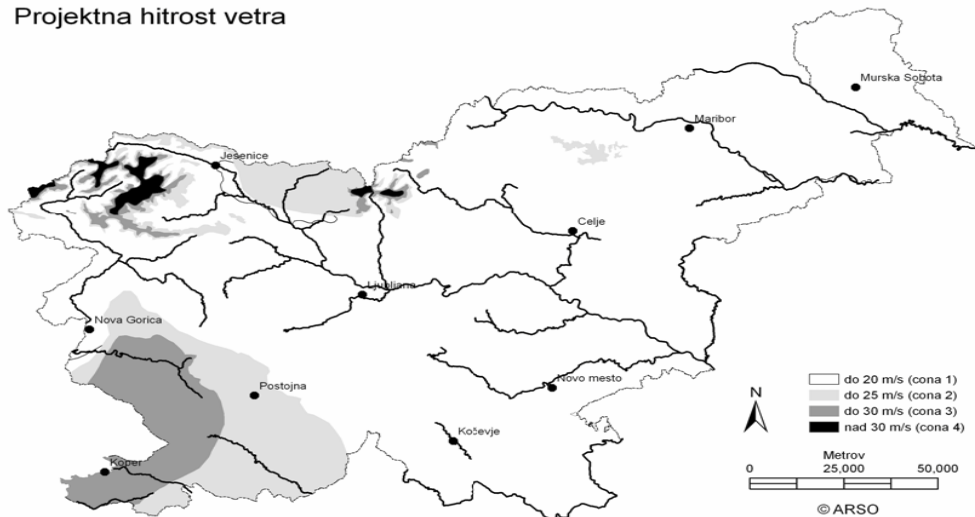 Projektna hitrost vetra
Murska Sobota
Maribor
Jesenice
Celje
Ljubljana
Nova Gorica
Postojna
Novo mesto
Kočevje
Koper
N
do 20 m/s (cona 1)
do 25 m/s (cona 2)
do 30 m/s (cona 3)
nad 30 m/s (cona 4)
Metrov
0 25,000 50,000
© ARSO